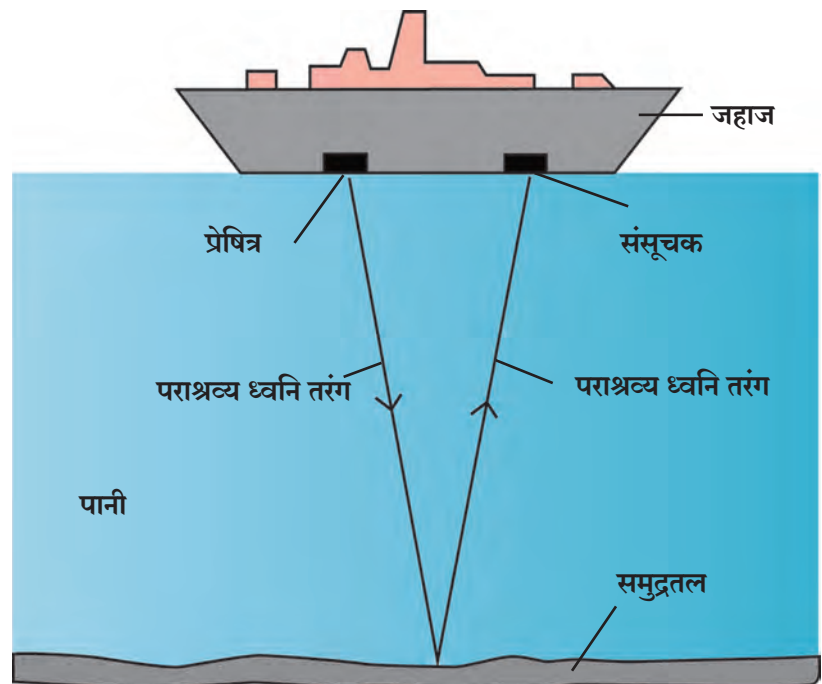 जहाज
प्रेषित्र
संसूचक
पराश्रव्य ध्वनि तरंग
पराश्रव्य ध्वनि तरंग
पानी
समुद्रतल